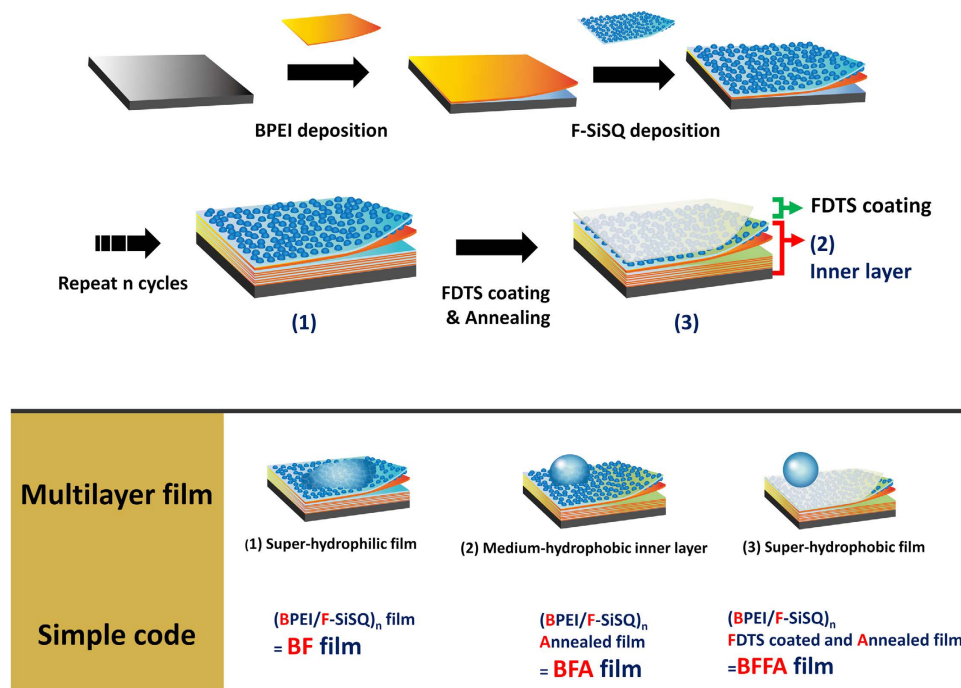 BPEI deposition
F-SiSQ deposition
Repeat n cycles
(1)
FDTS coating
& Annealing
(3)
FDTS coating
(2)
Inner layer
Multilayer film
(1) Super-hydrophilic film
(2) Medium-hydrophobic inner layer
(3) Super-hydrophobic film
Simple code
(BPEI/F-SiSQ)n film
= BF film
(BPEI/F-SiSQ)n
Annealed film
= BFA film
(BPEI/F-SiSQ)n
FDTS coated and Annealed film
=BFFA film